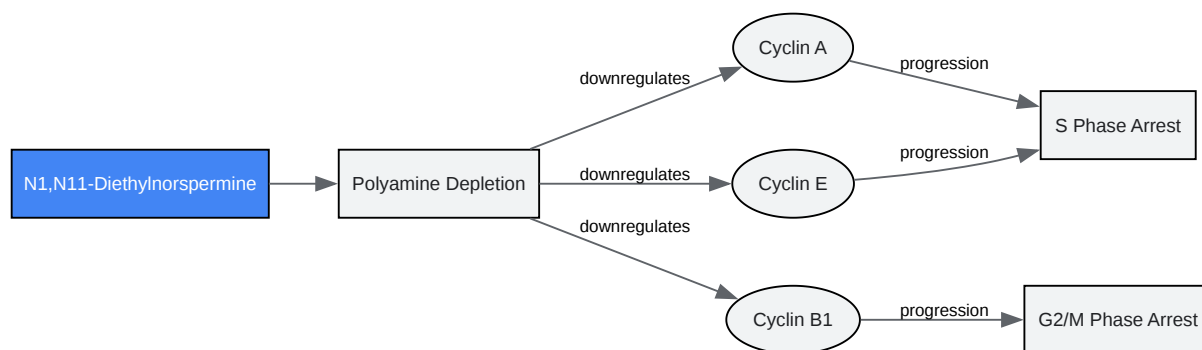 Cyclin A
downregulates
progression
S Phase Arrest
N1,N11-Diethylnorspermine
Polyamine Depletion
downregulates
Cyclin E
progression
downregulates
Cyclin B1
progression
G2/M Phase Arrest